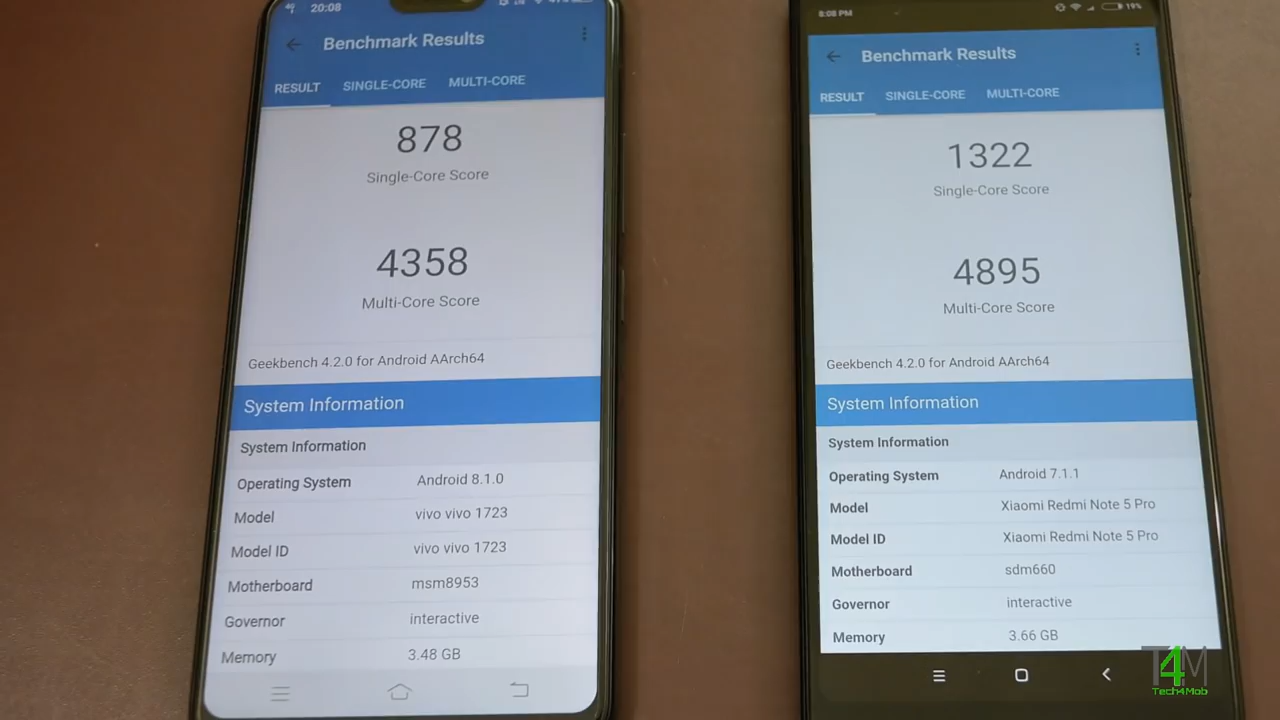 20:08
Benchmark Results
RESULT SINGLE-CORE MULTI-CORE
878
Single-Core Score
4358
Multi-Core Score
Geekbench 4.2.0 for Android AArch64
System Information
System Information
Operating System Android 8.1.0
Model vivo vivo 1723
Model ID vivo vivo 1723
Motherboard msm8953
Governor interactive
Memory 3.48 GB
8:08 PM 19%
Benchmark Results
RESULT SINGLE-CORE MULTI-CORE
1322
Single-Core Score
4895
Multi-Core Score
Geekbench 4.2.0 for Android AArch64
System Information
System Information
Operating System Android 7.1.1
Model Xiaomi Redmi Note 5 Pro
Model ID Xiaomi Redmi Note 5 Pro
Motherboard sdm660
Governor interactive
Memory 3.66 GB
T4M
Tech4Mob